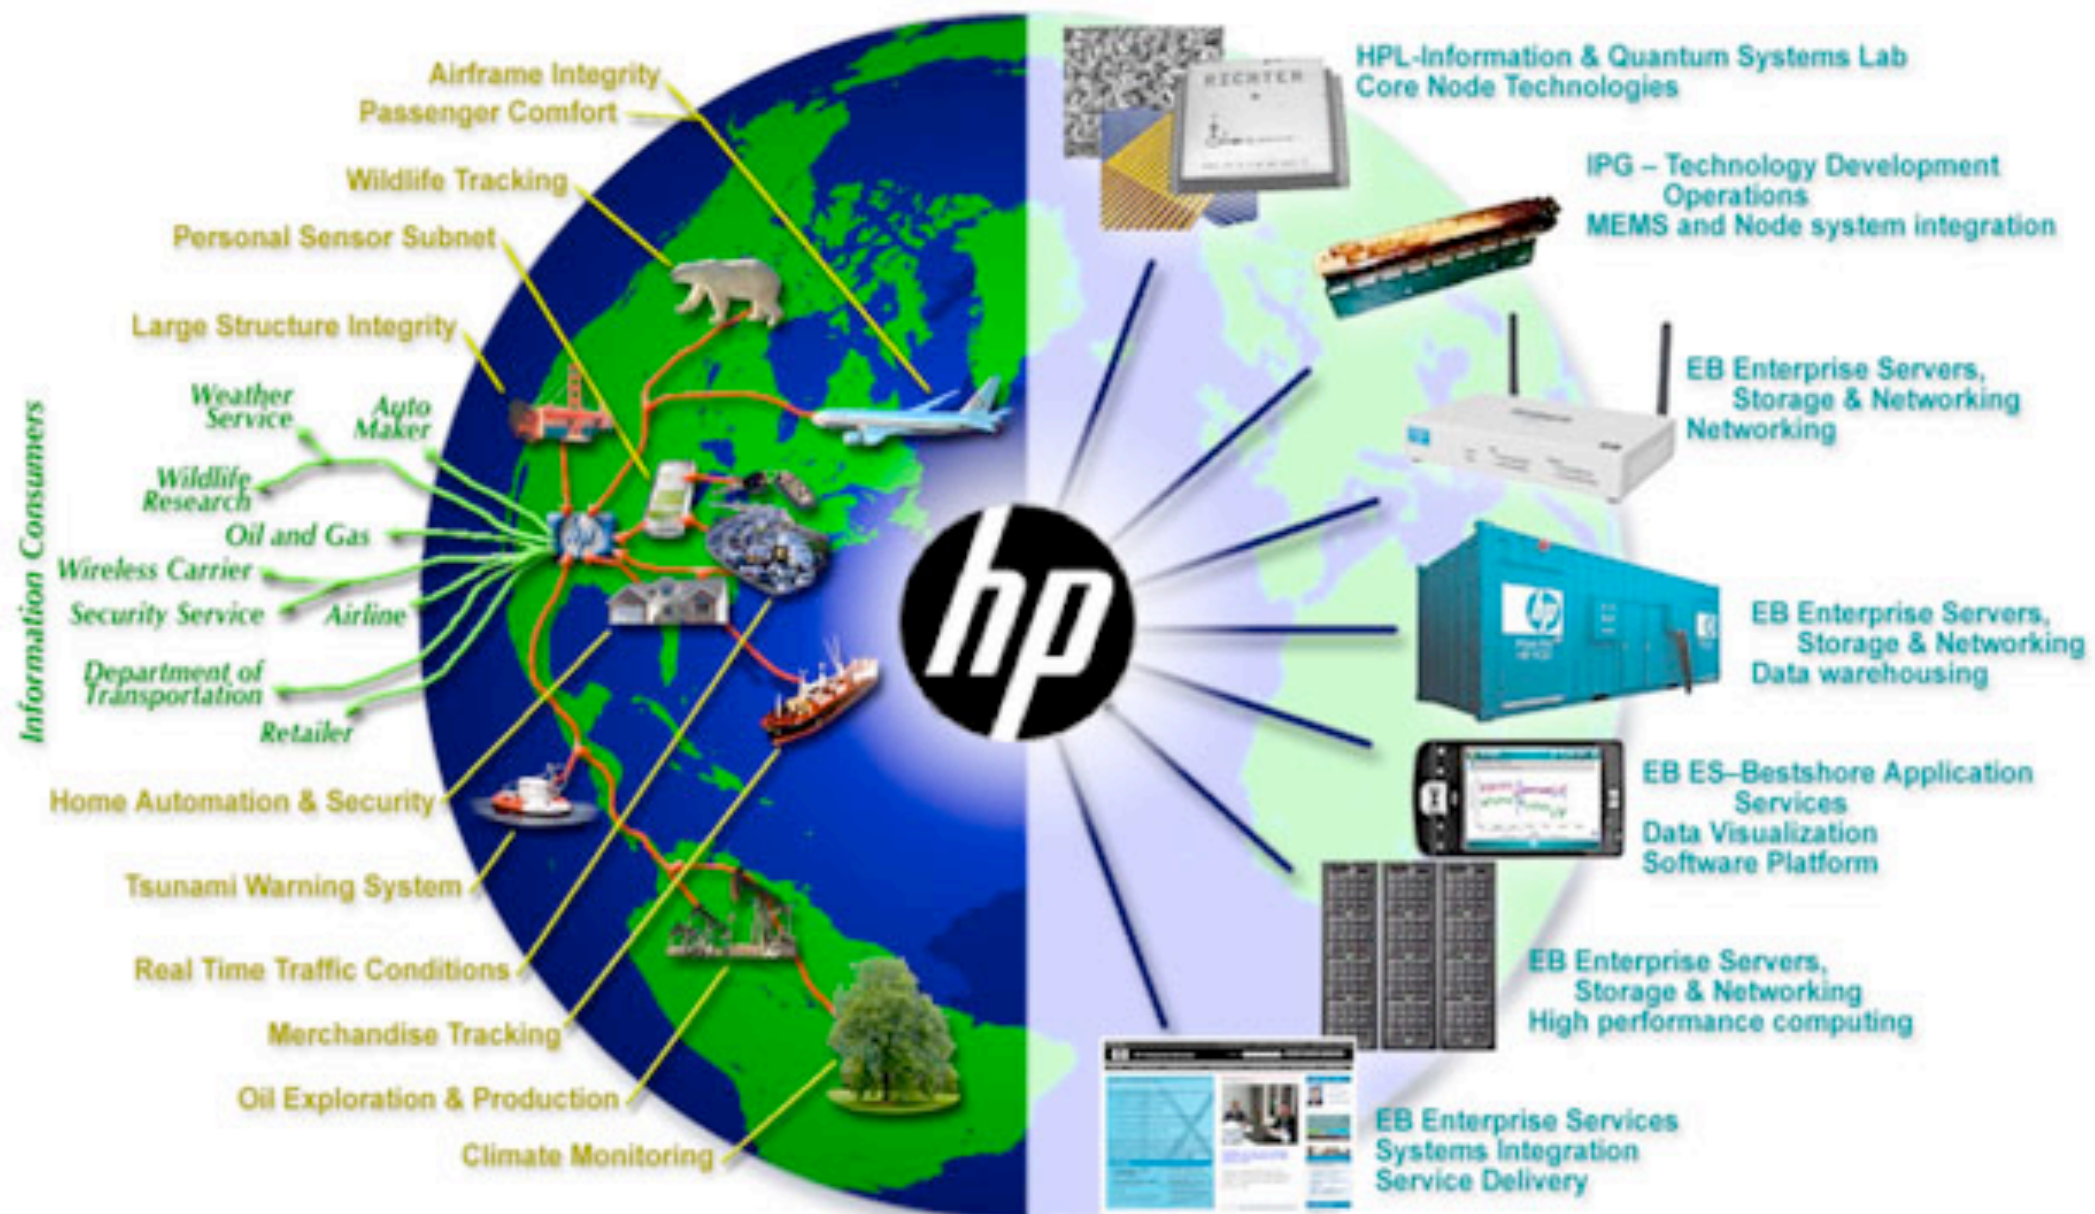 Airframe Integrity
Passenger Comfort
Wildlife Tracking
Personal Sensor Subnet
Large Structure Integrity
Information Consumers
Weather
Service
Auto
Maker
Wildlife
Research
Oil and Gas
Wireless Carrier
Security Service
Airline
Department of
Transportation
Retailer
Home Automation & Security
Tsunami Warning System
Real Time Traffic Conditions
Merchandise Tracking
Oil Exploration & Production
Climate Monitoring
hp
RICHTER
HPL-Information & Quantum Systems Lab
Core Node Technologies
IPG – Technology Development
Operations
MEMS and Node system integration
EB Enterprise Servers,
Storage & Networking
Networking
hp
EB Enterprise Servers,
Storage & Networking
Data warehousing
EB ES–Bestshore Application
Services
Data Visualization
Software Platform
EB Enterprise Servers,
Storage & Networking
High performance computing
EB Enterprise Services
Systems Integration
Service Delivery